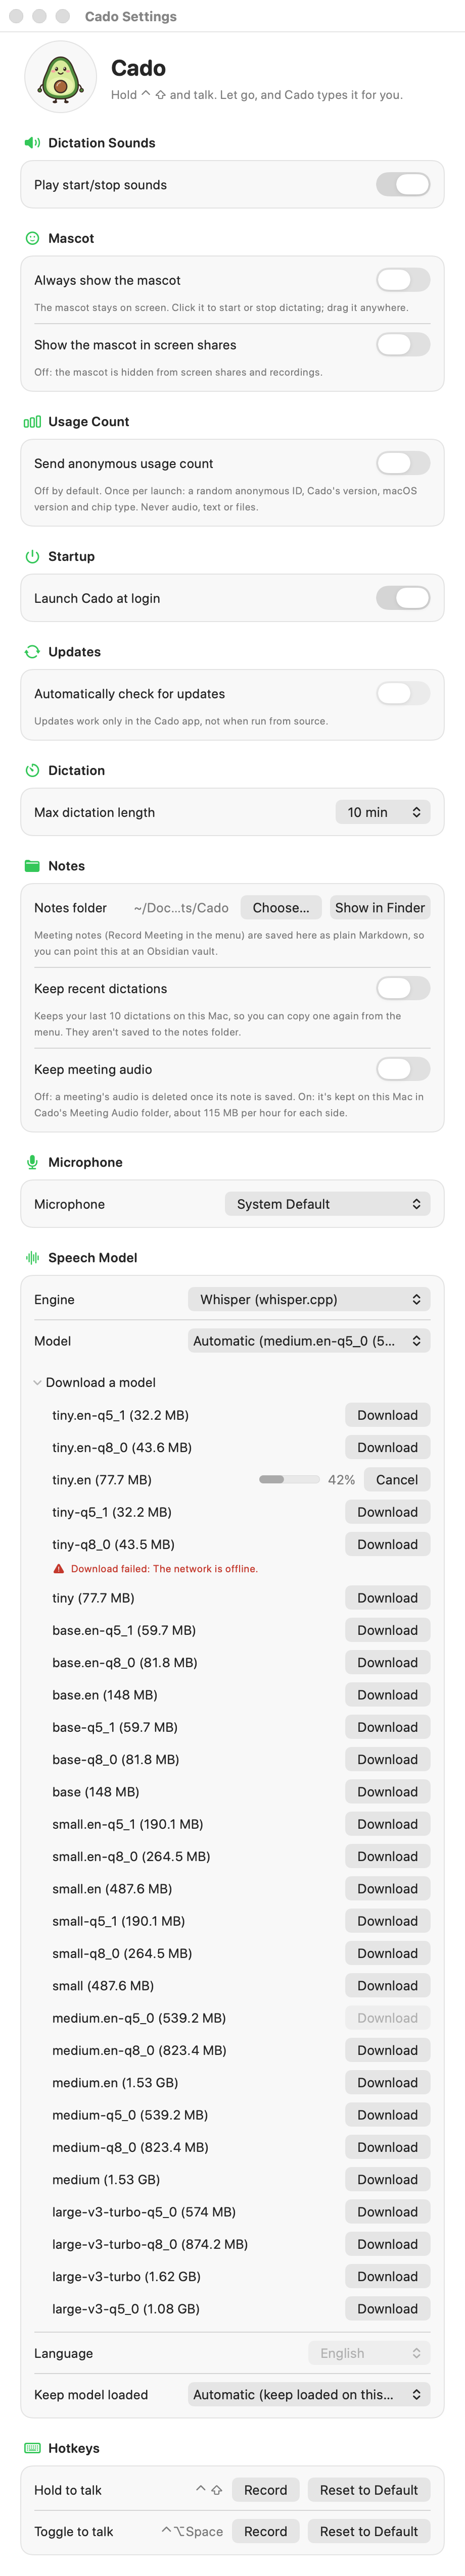 Cado Settings
Cado
Hold ⌃ ⇧ and talk. Let go, and Cado types it for you.
Dictation Sounds
Play start/stop sounds
Mascot
Always show the mascot
The mascot stays on screen. Click it to start or stop dictating; drag it anywhere.
Show the mascot in screen shares
Off: the mascot is hidden from screen shares and recordings.
Usage Count
Send anonymous usage count
Off by default. Once per launch: a random anonymous ID, Cado's version, macOS
version and chip type. Never audio, text or files.
Startup
Launch Cado at login
Updates
Automatically check for updates
Updates work only in the Cado app, not when run from source.
Dictation
Max dictation length 10 min
Notes
Notes folder ~/Doc...ts/Cado Choose... Show in Finder
Meeting notes (Record Meeting in the menu) are saved here as plain Markdown, so
you can point this at an Obsidian vault.
Keep recent dictations
Keeps your last 10 dictations on this Mac, so you can copy one again from the
menu. They aren't saved to the notes folder.
Keep meeting audio
Off: a meeting's audio is deleted once its note is saved. On: it's kept on this Mac in
Cado's Meeting Audio folder, about 115 MB per hour for each side.
Microphone
Microphone System Default
Speech Model
Engine Whisper (whisper.cpp)
Model Automatic (medium.en-q5_0 (5...
Download a model
tiny.en-q5_1 (32.2 MB) Download
tiny.en-q8_0 (43.6 MB) Download
tiny.en (77.7 MB) 42% Cancel
tiny-q5_1 (32.2 MB) Download
tiny-q8_0 (43.5 MB) Download
Download failed: The network is offline.
tiny (77.7 MB) Download
base.en-q5_1 (59.7 MB) Download
base.en-q8_0 (81.8 MB) Download
base.en (148 MB) Download
base-q5_1 (59.7 MB) Download
base-q8_0 (81.8 MB) Download
base (148 MB) Download
small.en-q5_1 (190.1 MB) Download
small.en-q8_0 (264.5 MB) Download
small.en (487.6 MB) Download
small-q5_1 (190.1 MB) Download
small-q8_0 (264.5 MB) Download
small (487.6 MB) Download
medium.en-q5_0 (539.2 MB) Download
medium.en-q8_0 (823.4 MB) Download
medium.en (1.53 GB) Download
medium-q5_0 (539.2 MB) Download
medium-q8_0 (823.4 MB) Download
medium (1.53 GB) Download
large-v3-turbo-q5_0 (574 MB) Download
large-v3-turbo-q8_0 (874.2 MB) Download
large-v3-turbo (1.62 GB) Download
large-v3-q5_0 (1.08 GB) Download
Language English
Keep model loaded Automatic (keep loaded on this...
Hotkeys
Hold to talk ⌃ ⇧ Record Reset to Default
Toggle to talk ⌃⌥Space Record Reset to Default